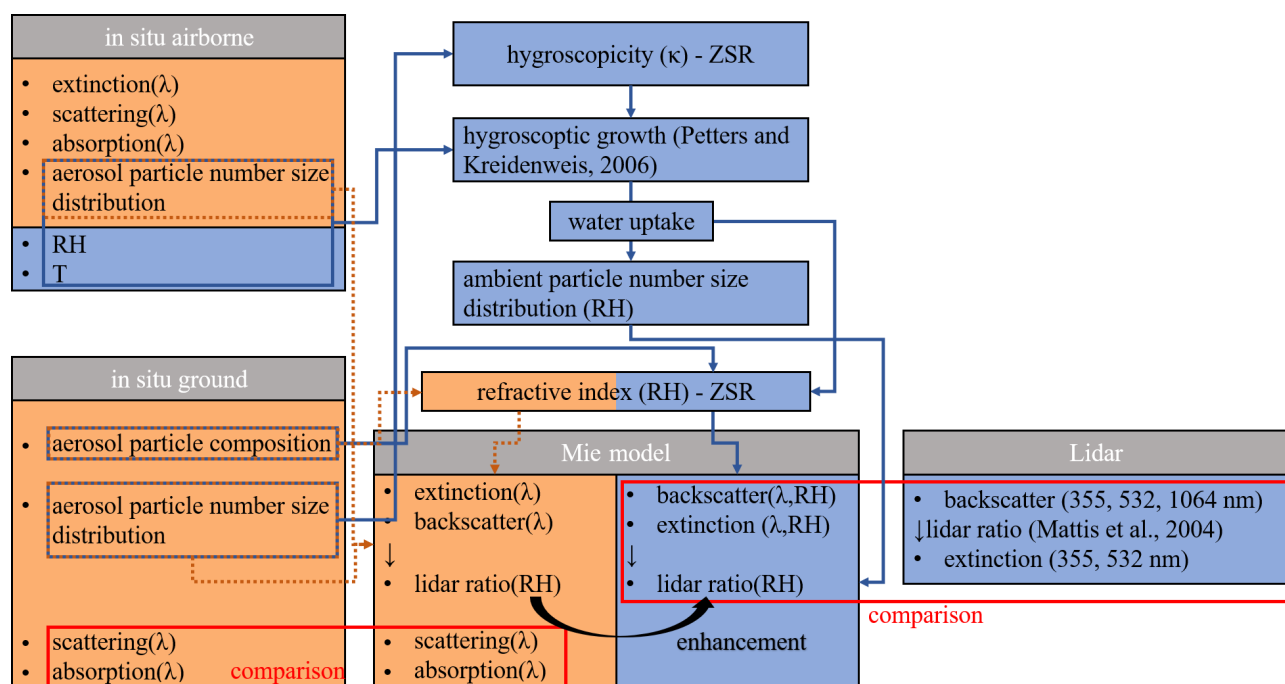 in situ airborne
• extinction(λ)
• scattering(λ)
• absorption(λ)
• aerosol particle number size
distribution
• RH
• T
hygroscopicity (κ) - ZSR
hygroscoptic growth (Petters and
Kreidenweis, 2006)
water uptake
ambient particle number size
distribution (RH)
refractive index (RH) - ZSR
in situ ground
• aerosol particle composition
• aerosol particle number size
distribution
• scattering(λ)
• absorption(λ)
comparison
Mie model
• extinction(λ)
• backscatter(λ)
↓
• lidar ratio(RH)
• scattering(λ)
• absorption(λ)
• backscatter(λ,RH)
• extinction (λ,RH)
↓
• lidar ratio(RH)
enhancement
Lidar
• backscatter (355, 532, 1064 nm)
↓lidar ratio (Mattis et al., 2004)
• extinction (355, 532 nm)
comparison